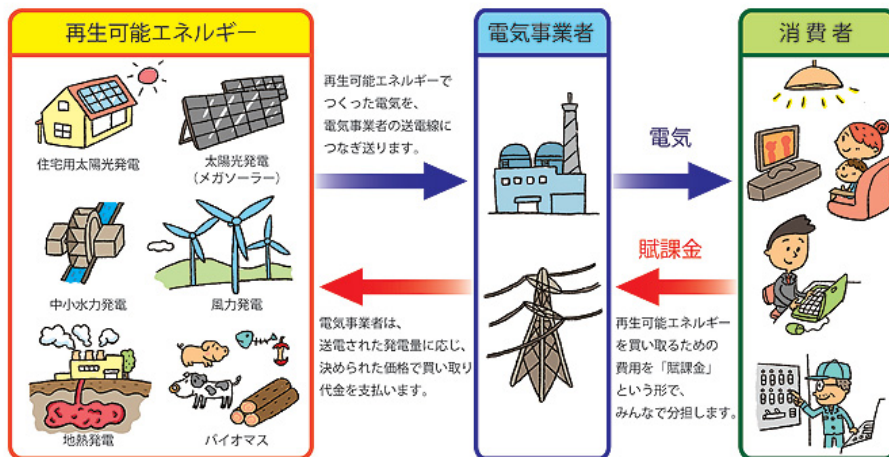 再生可能エネルギー
住宅用太陽光発電
太陽光発電
（メガソーラー）
中小水力発電
風力発電
地熱発電
バイオマス
再生可能エネルギーで
つくった電気を、
電気事業者の送電線に
つなぎ送ります。
電気事業者は、
送電された発電量に応じ、
決められた価格で買い取り
代金を支払います。
電気事業者
電気
賦課金
再生可能エネルギー
を買い取るための
費用を「賦課金」
という形で、
みんなで分担します。
消費者